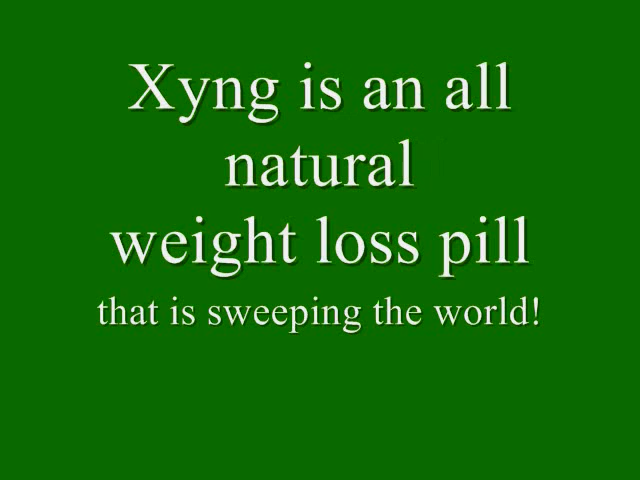 Xyng is an all
natural
weight loss pill
that is sweeping the world!